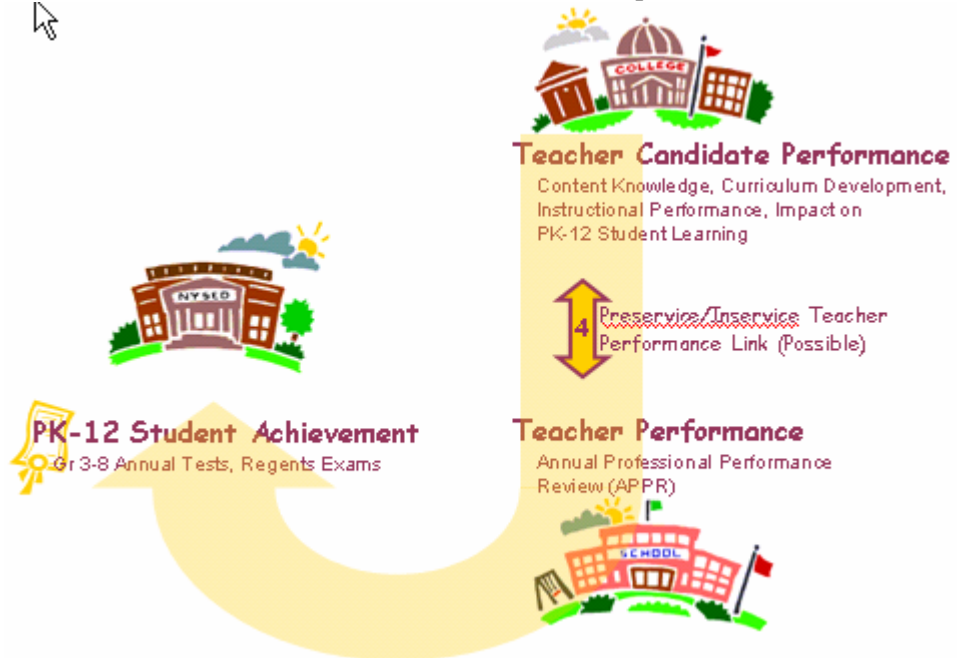 COLLEGE
Teacher Candidate Performance
Content Knowledge, Curriculum Development,
Instructional Performance, Impact on
PK-12 Student Learning
NYSED
4
Preservice/Inservice Teacher
Performance Link (Possible)
PK-12 Student Achievement
Gr 3-8 Annual Tests, Regents Exams
Teacher Performance
Annual Professional Performance
Review (APPR)
SCHOOL